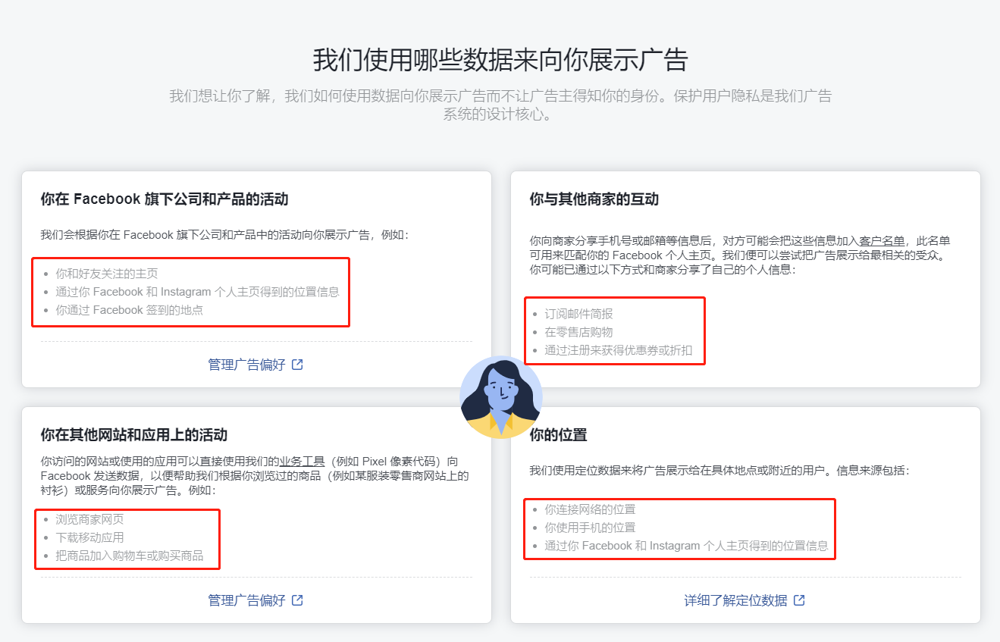 我们使用哪些数据来向你展示广告
我们想让你了解，我们如何使用数据向你展示广告而不让广告主得知你的身份。保护用户隐私是我们广告
系统的设计核心。
你在 Facebook 旗下公司和产品的活动
我们会根据你在 Facebook 旗下公司和产品中的活动向你展示广告，例如：
• 你和好友关注的主页
• 通过你 Facebook 和 Instagram 个人主页得到的位置信息
• 你通过 Facebook 签到的地点
管理广告偏好
你与其他商家的互动
你向商家分享手机号或邮箱等信息后，对方可能会把这些信息加入客户名单，此名单
可用来匹配你的 Facebook 个人主页。我们便可以尝试把广告展示给最相关的受众。
你可能已通过以下方式和商家分享了自己的个人信息：
• 订阅邮件简报
• 在零售店购物
• 通过注册来获得优惠券或折扣
你在其他网站和应用上的活动
你访问的网站或使用的应用可以直接使用我们的业务工具（例如 Pixel 像素代码）向
Facebook 发送数据，以便帮助我们根据你浏览过的商品（例如某服装零售商网站上的
衬衫）或服务向你展示广告。例如：
• 浏览商家网页
• 下载移动应用
• 把商品加入购物车或购买商品
管理广告偏好
你的位置
我们使用定位数据来将广告展示给在具体地点或附近的用户。信息来源包括：
• 你连接网络的位置
• 你使用手机的位置
• 通过你 Facebook 和 Instagram 个人主页得到的位置信息
详细了解定位数据